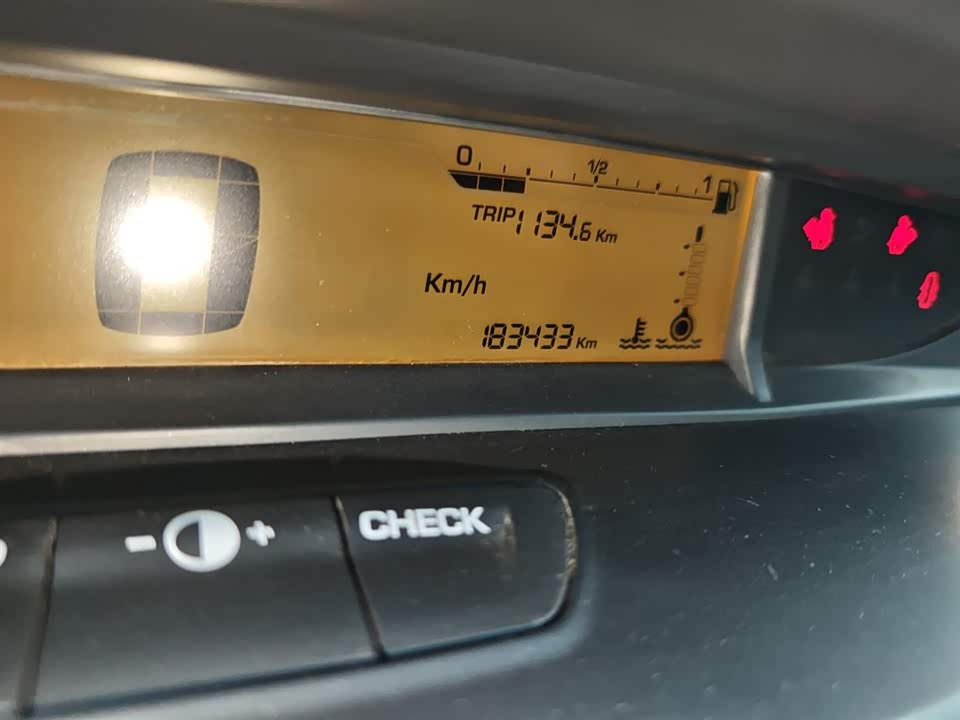 0 1/2 1
TRIP 1134.6 Km
Km/h
183433 Km
- +
CHECK